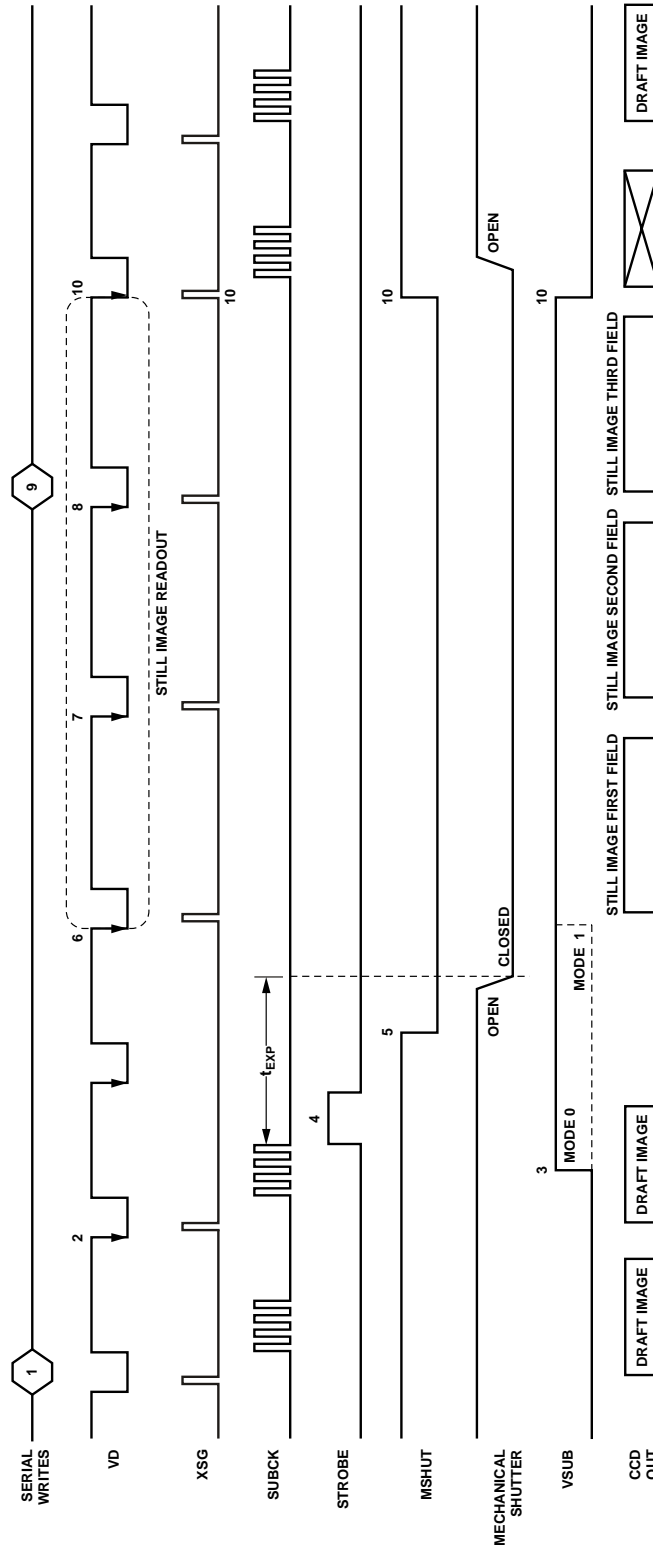 SERIAL
WRITES
1
9
VD
2
6
7
8
10
STILL IMAGE READOUT
XSG
10
SUBCK
tEXP
STROBE
4
MSHUT
5
10
MECHANICAL
SHUTTER
OPEN
CLOSED
OPEN
VSUB
3
MODE 0
MODE 1
10
CCD
OUT
DRAFT IMAGE
DRAFT IMAGE
STILL IMAGE FIRST FIELD
STILL IMAGE SECOND FIELD
STILL IMAGE THIRD FIELD
DRAFT IMAGE